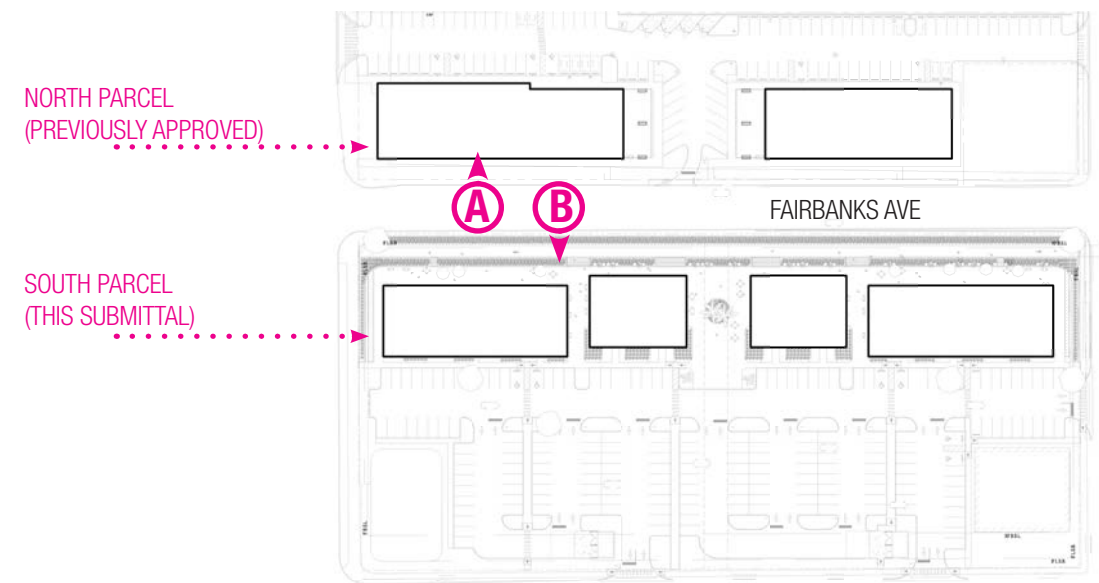 NORTH PARCEL
(PREVIOUSLY APPROVED)
A
B
FAIRBANKS AVE
SOUTH PARCEL
(THIS SUBMITTAL)